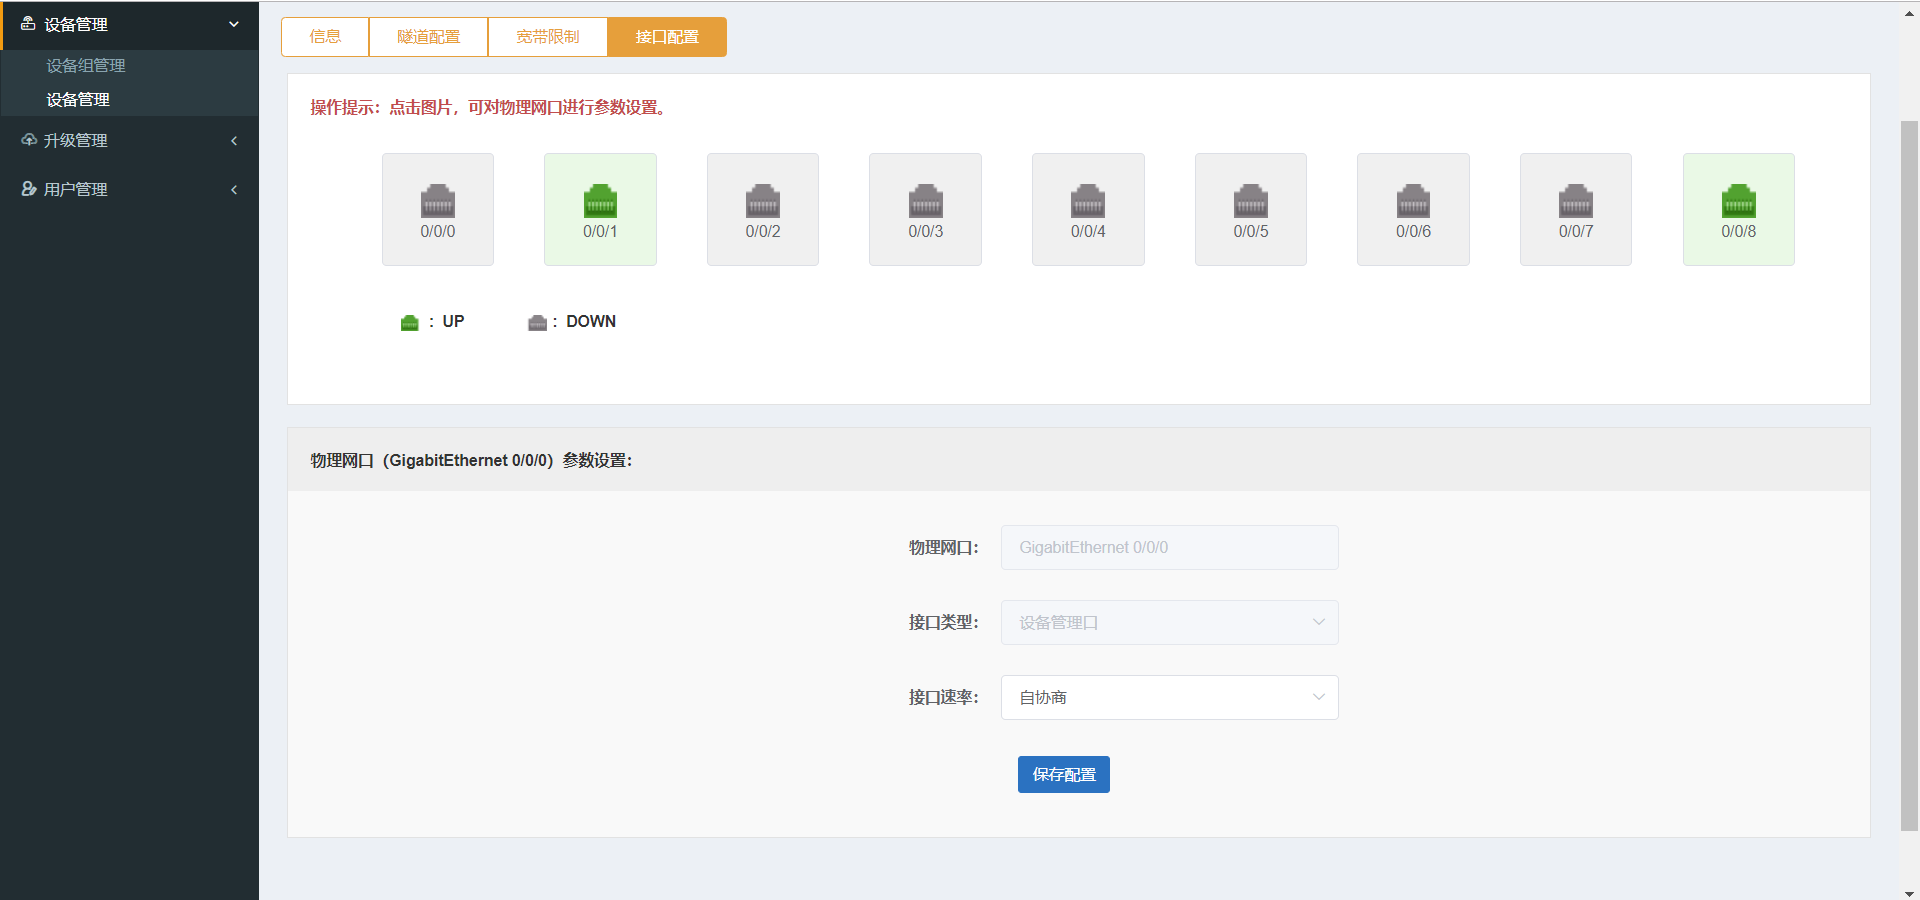 设备管理
设备组管理
设备管理
升级管理
用户管理
信息
隧道配置
宽带限制
接口配置
操作提示：点击图片，可对物理网口进行参数设置。
0/0/0
0/0/1
0/0/2
0/0/3
0/0/4
0/0/5
0/0/6
0/0/7
0/0/8
：UP
：DOWN
物理网口（GigabitEthernet 0/0/0）参数设置：
物理网口：
GigabitEthernet 0/0/0
接口类型：
设备管理口
接口速率：
自协商
保存配置